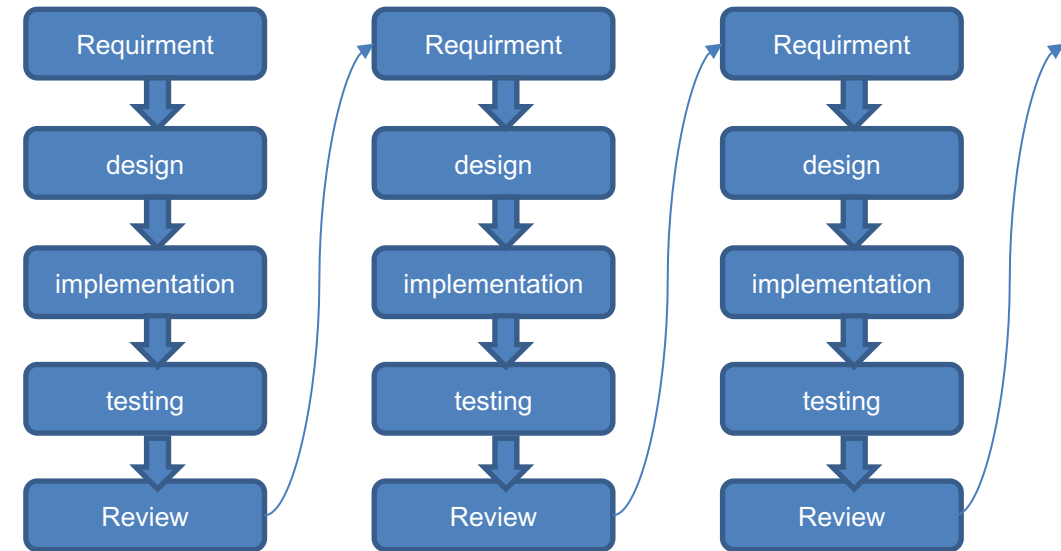 Requirment
design
implementation
testing
Review
Requirment
design
implementation
testing
Review
Requirment
design
implementation
testing
Review